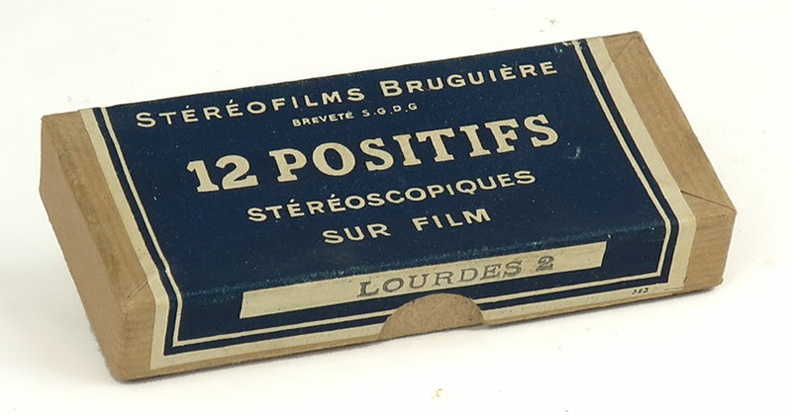 STÉRÉOFILMS BRUGUIÈRE
BREVETÉ S.G.D.G
12 POSITIFS
STÉRÉOSCOPIQUES
SUR FILM
LOURDES 2